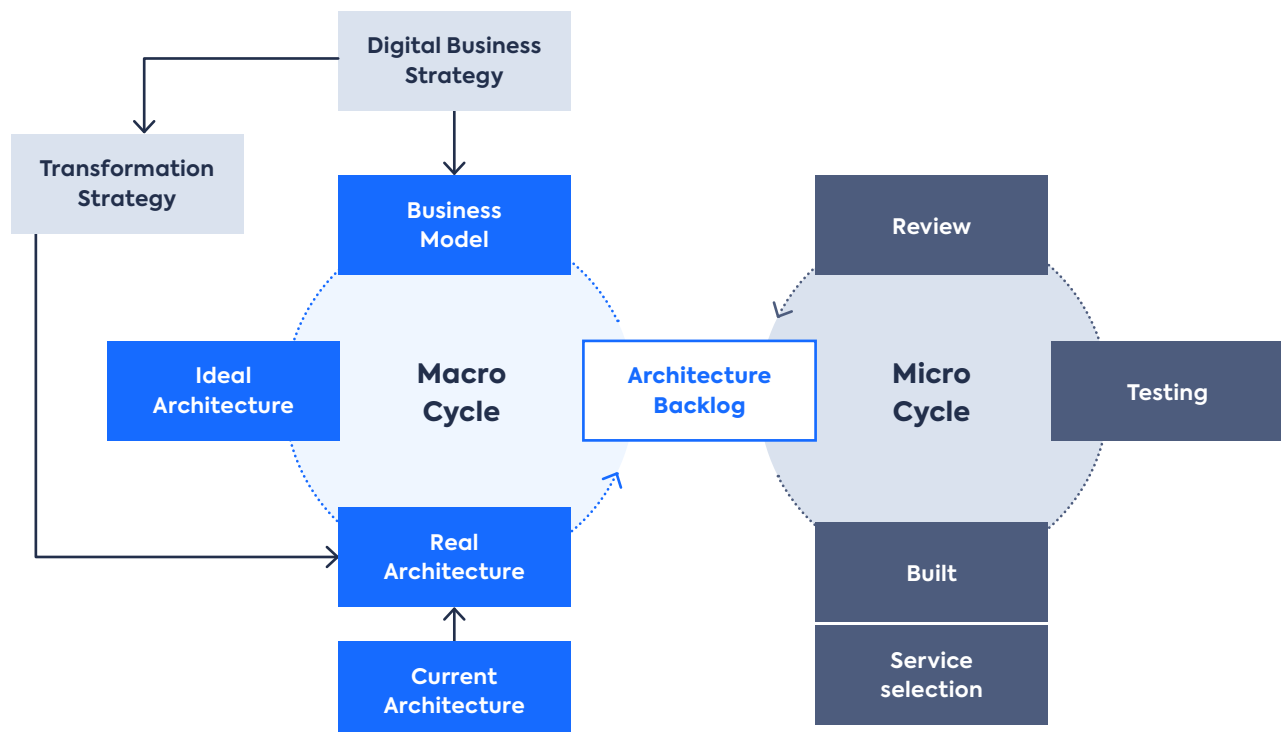 Digital Business
Strategy
Transformation
Strategy
Business
Model
Review
Ideal
Architecture
Macro
Cycle
Architecture
Backlog
Micro
Cycle
Testing
Real
Architecture
Built
Current
Architecture
Service
selection